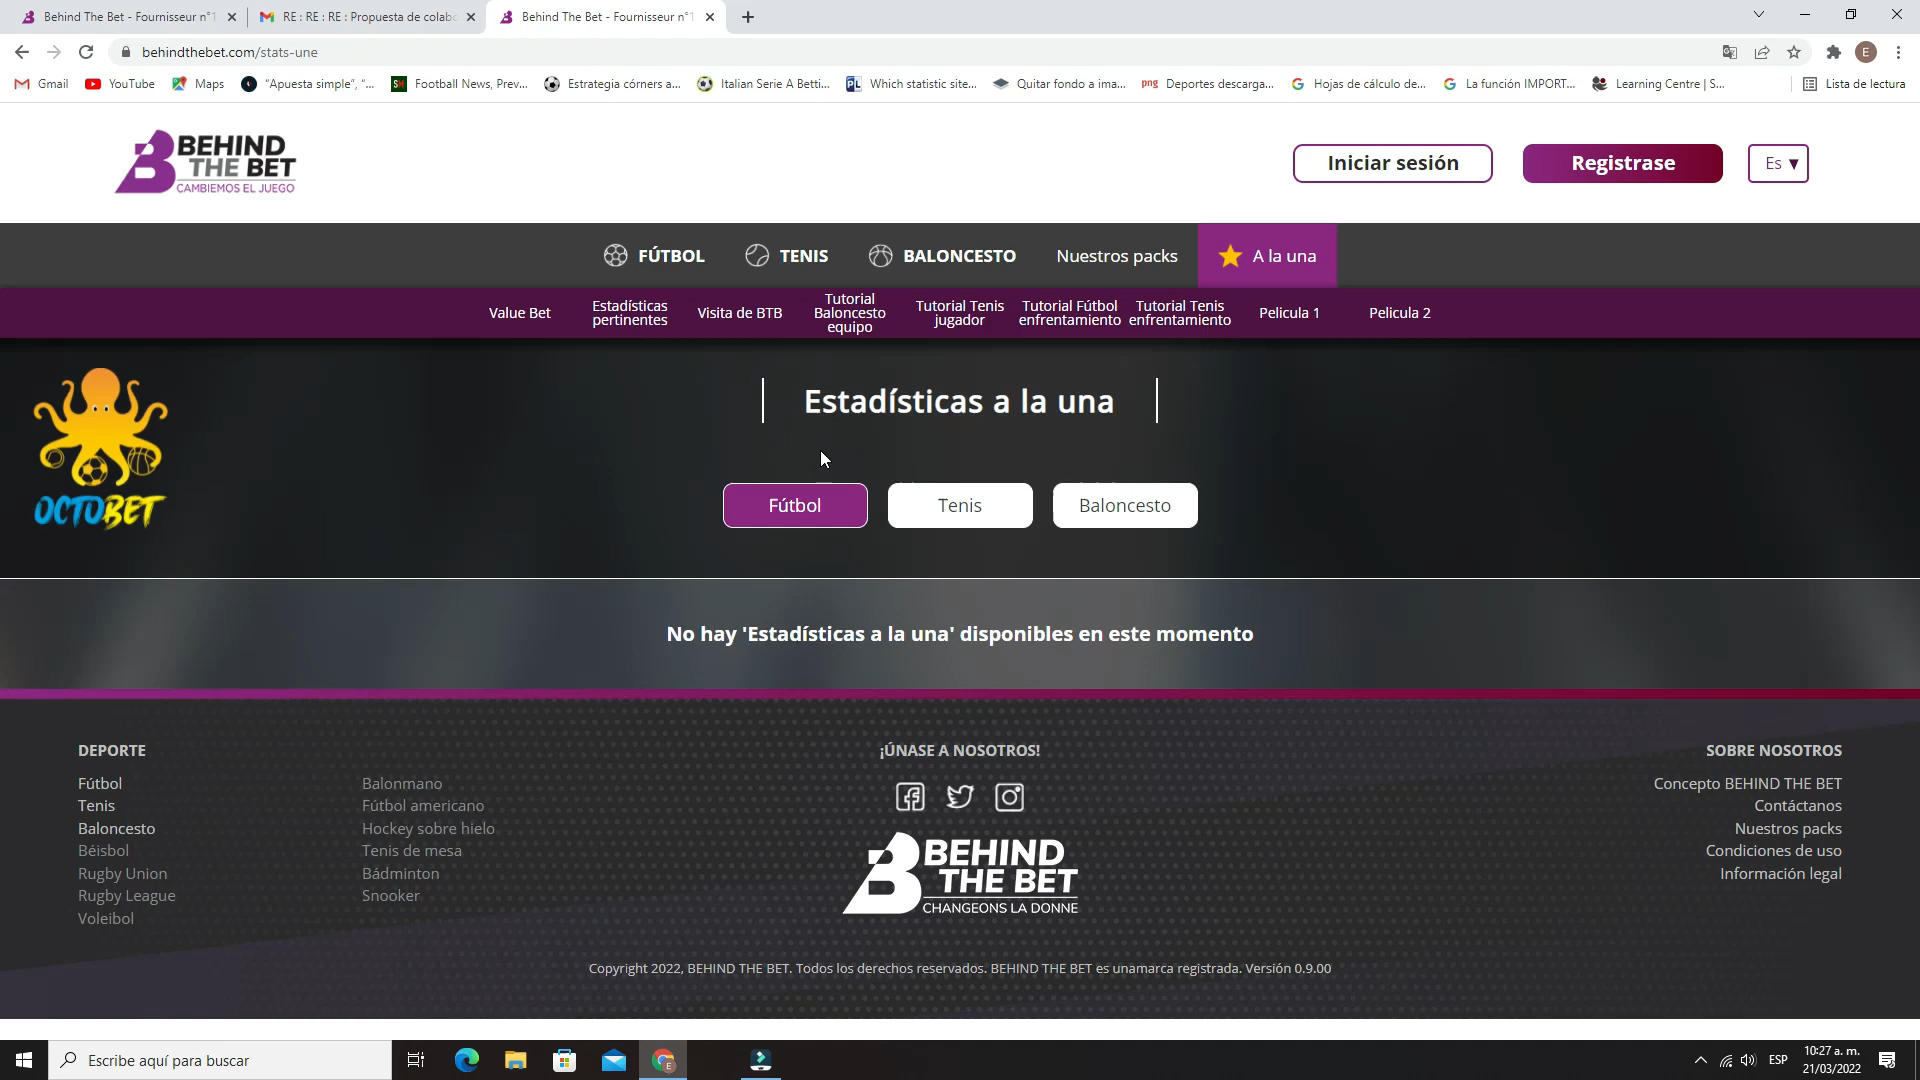 Behind The Bet - Fournisseur n°1
RE : RE : RE : Propuesta de colabo
Behind The Bet - Fournisseur n°1
behindthebet.com/stats-une
E
Gmail
YouTube
Maps
"Apuesta simple", "...
Football News, Prev...
Estrategia córners a...
Italian Serie A Betti...
Which statistic site...
Quitar fondo a ima...
png
Deportes descarga...
Hojas de cálculo de...
La función IMPORT...
Learning Centre | S...
Lista de lectura
BEHIND
THE BET
CAMBIEMOS EL JUEGO
Iniciar sesión
Registrase
Es ▾
FÚTBOL
TENIS
BALONCESTO
Nuestros packs
A la una
Value Bet
Estadísticas
pertinentes
Visita de BTB
Tutorial
Baloncesto
equipo
Tutorial Tenis
jugador
Tutorial Fútbol
enfrentamiento
Tutorial Tenis
enfrentamiento
Pelicula 1
Pelicula 2
OCTOBET
Estadísticas a la una
Fútbol
Tenis
Baloncesto
No hay 'Estadísticas a la una' disponibles en este momento
DEPORTE
Fútbol
Tenis
Baloncesto
Béisbol
Rugby Union
Rugby League
Voleibol
Balonmano
Fútbol americano
Hockey sobre hielo
Tenis de mesa
Bádminton
Snooker
¡ÚNASE A NOSOTROS!
BEHIND
THE BET
CHANGEONS LA DONNE
SOBRE NOSOTROS
Concepto BEHIND THE BET
Contáctanos
Nuestros packs
Condiciones de uso
Información legal
Copyright 2022, BEHIND THE BET. Todos los derechos reservados. BEHIND THE BET es unamarca registrada. Versión 0.9.00
Escribe aquí para buscar
ESP
10:27 a. m.
21/03/2022